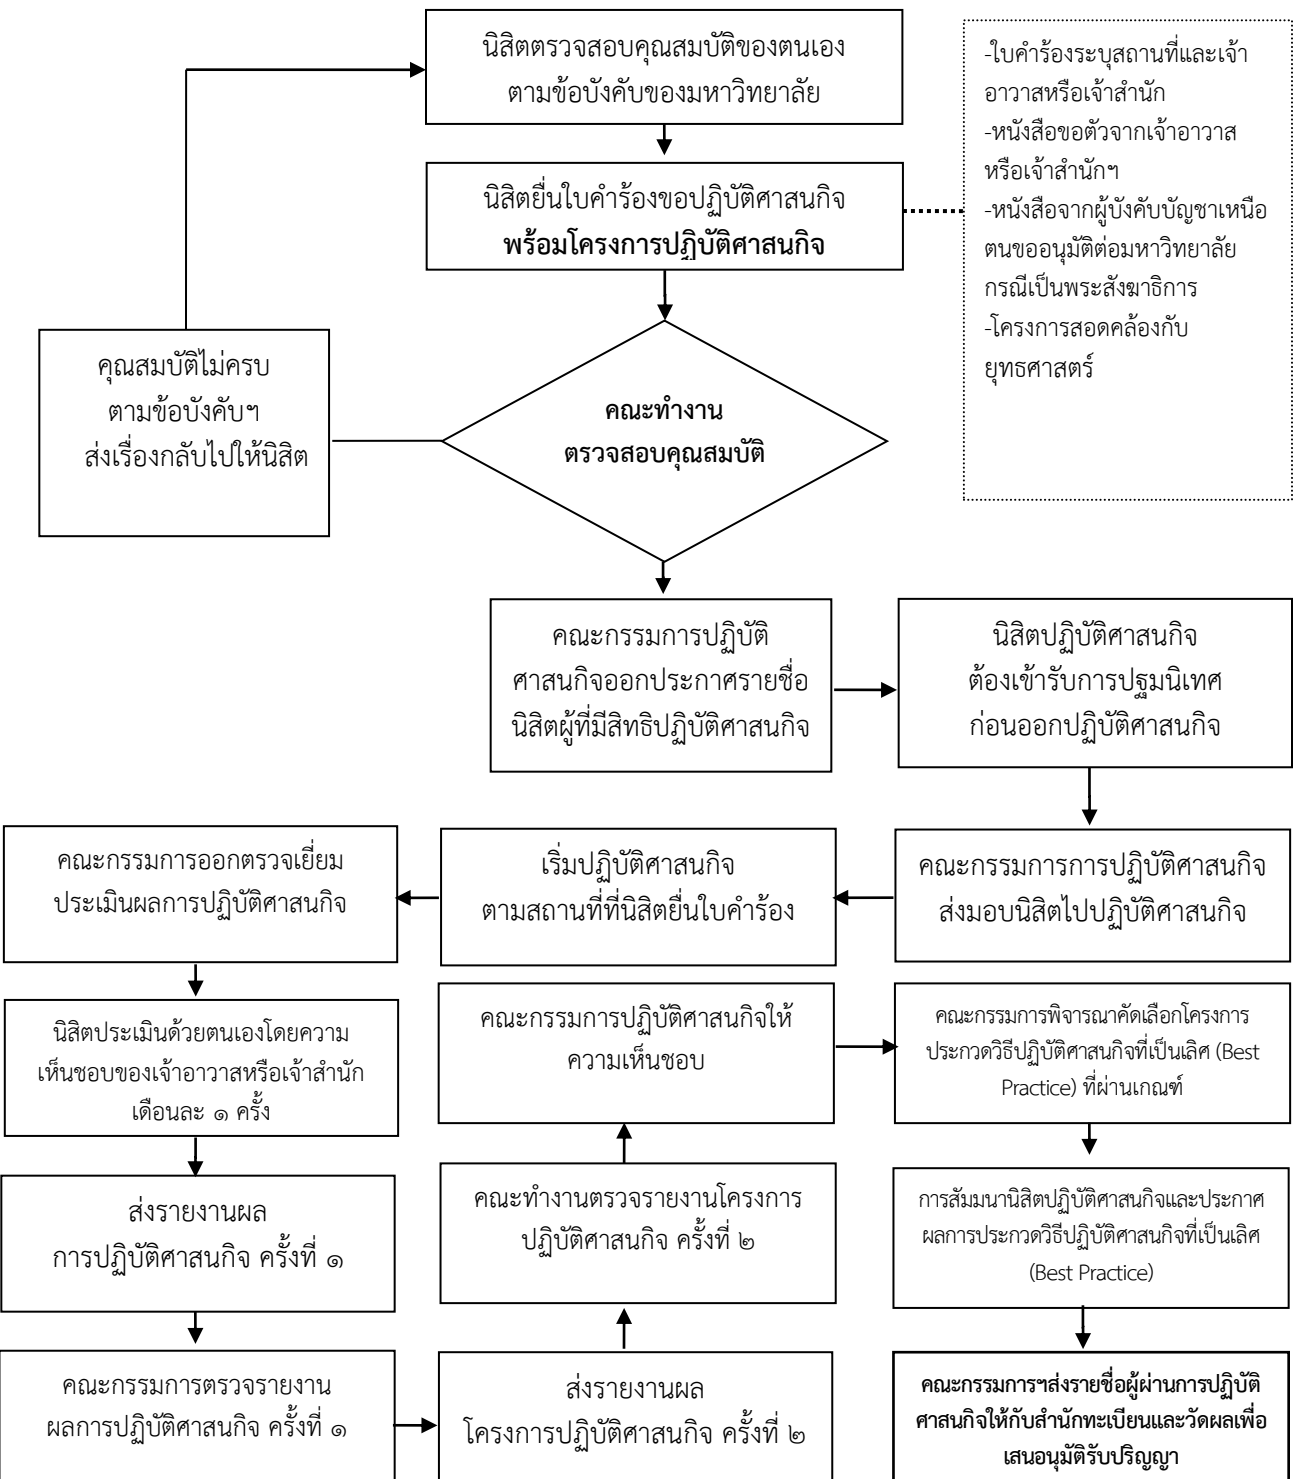 นิสิตตรวจสอบคุณสมบัติของตนเอง
ตามข้อบังคับของมหาวิทยาลัย
นิสิตยื่นใบคำร้องขอปฏิบัติศาสนกิจ
พร้อมโครงการปฏิบัติศาสนกิจ
-ใบคำร้องระบุสถานที่และเจ้า
อาวาสหรือเจ้าสำนัก
-หนังสือขอตัวจากเจ้าอาวาส
หรือเจ้าสำนักฯ
-หนังสือจากผู้บังคับบัญชาเหนือ
ตนขออนุมัติต่อมหาวิทยาลัย
กรณีเป็นพระสังฆาธิการ
-โครงการสอดคล้องกับ
ยุทธศาสตร์
คุณสมบัติไม่ครบ
ตามข้อบังคับฯ
ส่งเรื่องกลับไปให้นิสิต
คณะทำงาน
ตรวจสอบคุณสมบัติ
คณะกรรมการปฏิบัติ
ศาสนกิจออกประกาศรายชื่อ
นิสิตผู้ที่มีสิทธิปฏิบัติศาสนกิจ
นิสิตปฏิบัติศาสนกิจ
ต้องเข้ารับการปฐมนิเทศ
ก่อนออกปฏิบัติศาสนกิจ
คณะกรรมการการปฏิบัติศาสนกิจ
ส่งมอบนิสิตไปปฏิบัติศาสนกิจ
เริ่มปฏิบัติศาสนกิจ
ตามสถานที่ที่นิสิตยื่นใบคำร้อง
คณะกรรมการออกตรวจเยี่ยม
ประเมินผลการปฏิบัติศาสนกิจ
นิสิตประเมินด้วยตนเองโดยความ
เห็นชอบของเจ้าอาวาสหรือเจ้าสำนัก
เดือนละ ๑ ครั้ง
ส่งรายงานผล
การปฏิบัติศาสนกิจ ครั้งที่ ๑
คณะกรรมการตรวจรายงาน
ผลการปฏิบัติศาสนกิจ ครั้งที่ ๑
ส่งรายงานผล
โครงการปฏิบัติศาสนกิจ ครั้งที่ ๒
คณะทำงานตรวจรายงานโครงการ
ปฏิบัติศาสนกิจ ครั้งที่ ๒
คณะกรรมการปฏิบัติศาสนกิจให้
ความเห็นชอบ
คณะกรรมการพิจารณาคัดเลือกโครงการ
ประกวดวิธีปฏิบัติศาสนกิจที่เป็นเลิศ (Best
Practice) ที่ผ่านเกณฑ์
การสัมมนานิสิตปฏิบัติศาสนกิจและประกาศ
ผลการประกวดวิธีปฏิบัติศาสนกิจที่เป็นเลิศ
(Best Practice)
คณะกรรมการฯส่งรายชื่อผู้ผ่านการปฏิบัติ
ศาสนกิจให้กับสำนักทะเบียนและวัดผลเพื่อ
เสนออนุมัติรับปริญญา